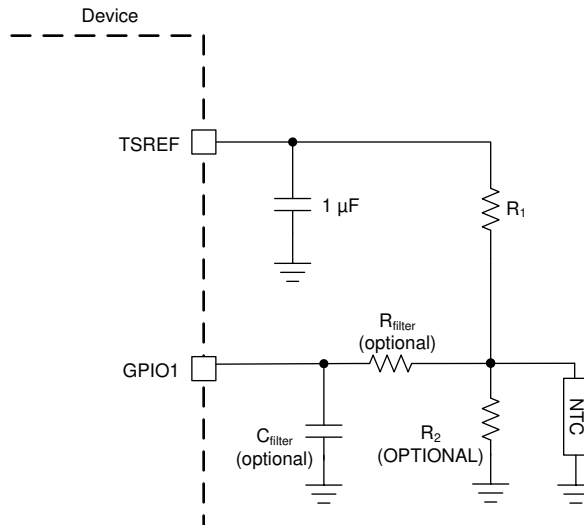 Device
TSREF
1 µF
R₁
Rfilter
(optional)
GPIO1
Cfilter
(optional)
R₂
(OPTIONAL)
NTC